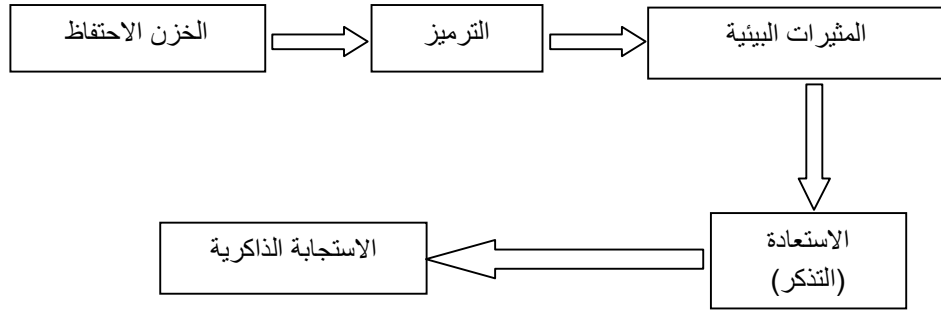 المثيرات البيئية
الترميز
الخزن الاحتفاظ
الاستعادة
(التذكر)
الاستجابة الذاكرية